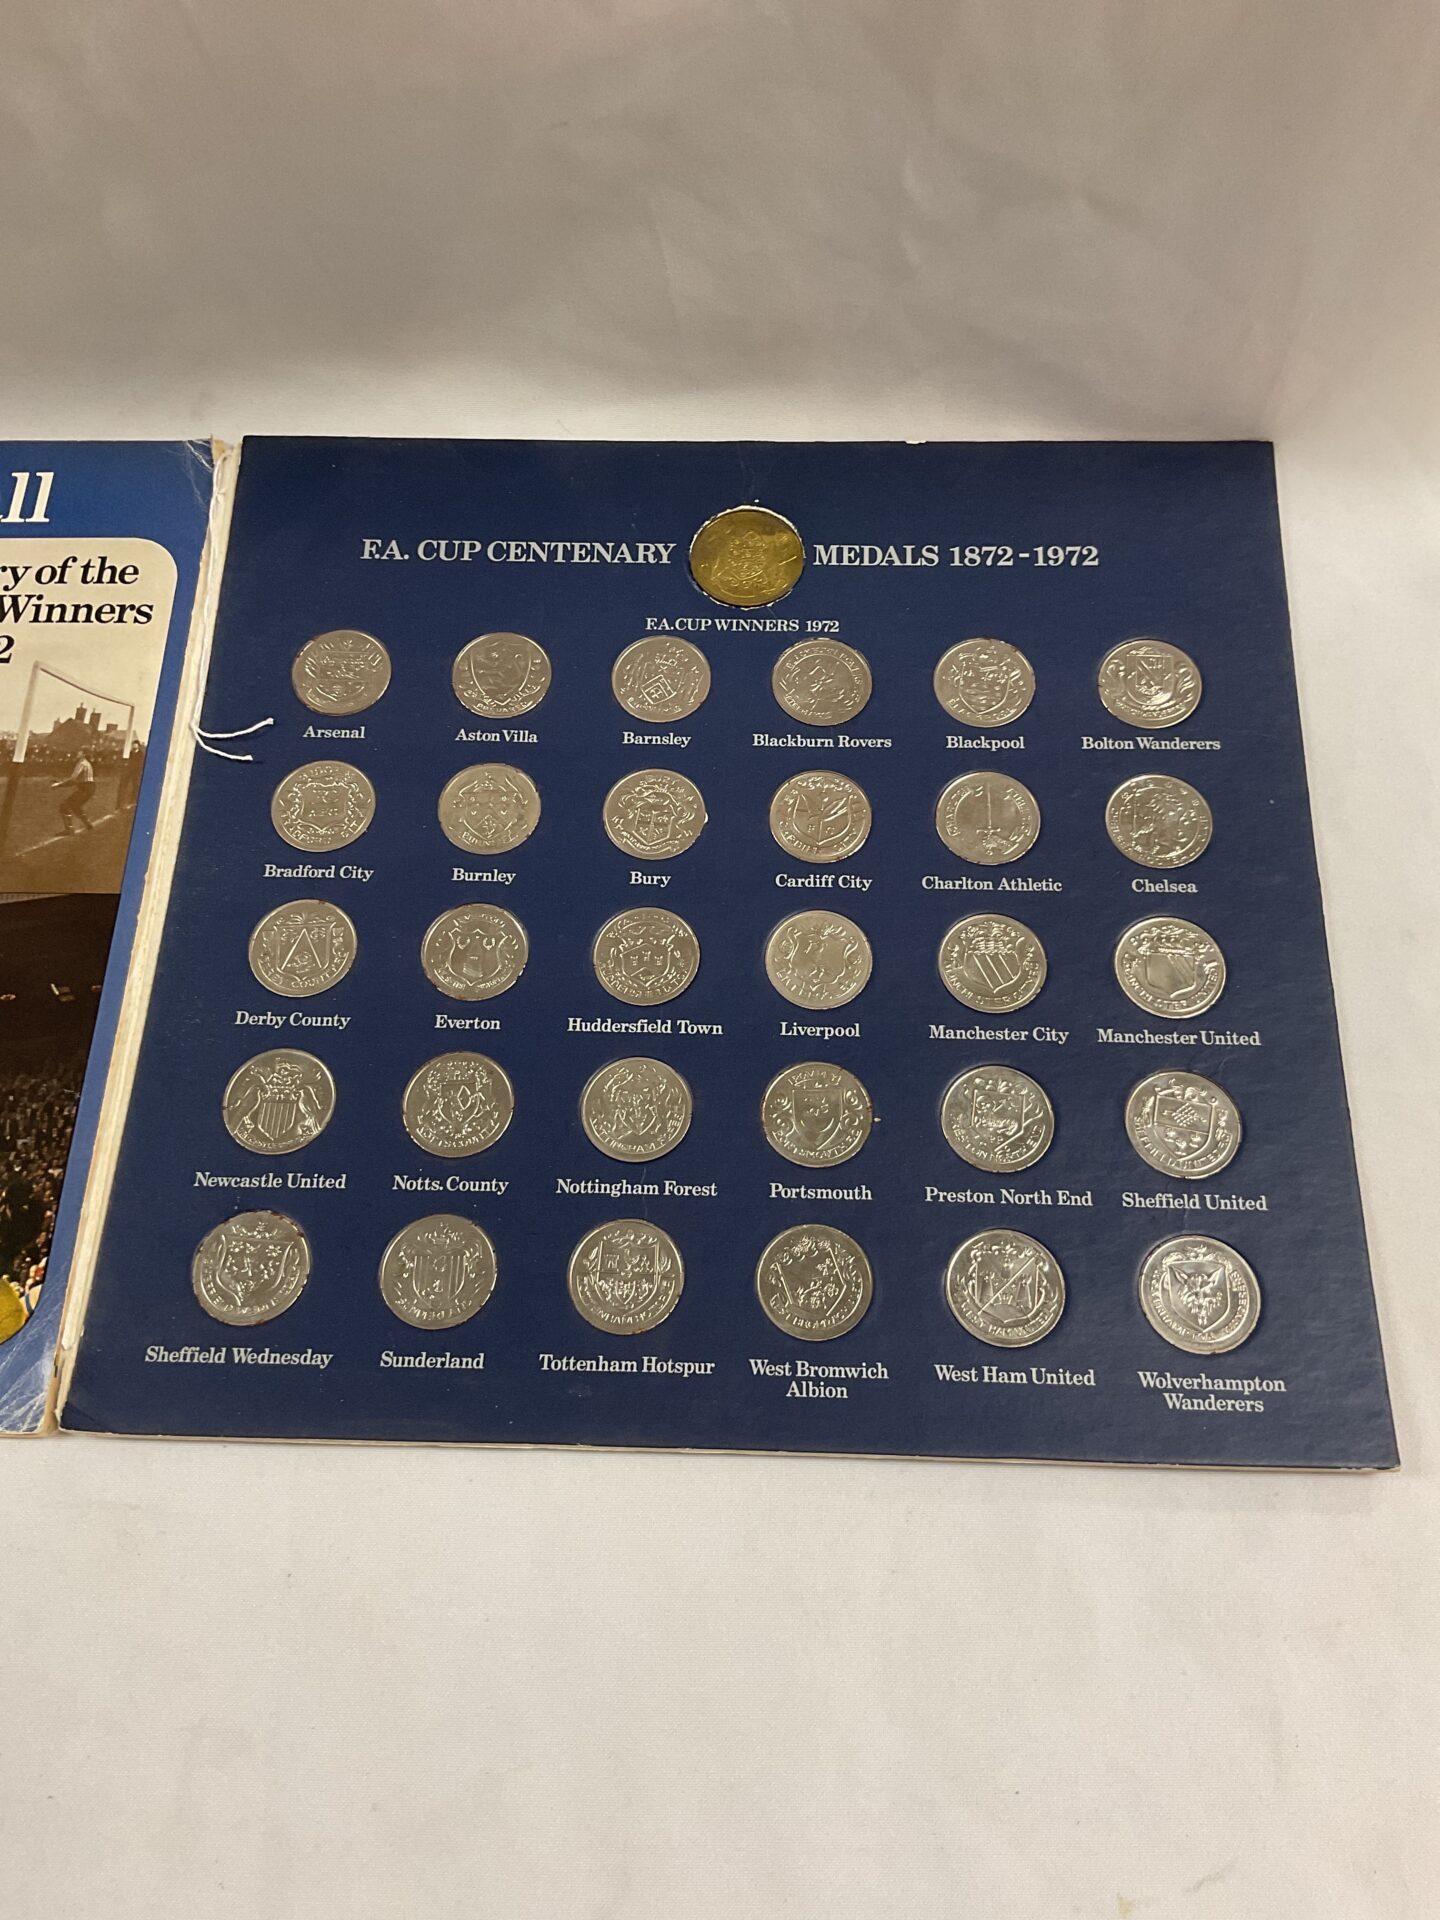 ll
ry of the
Winners
2
F.A. CUP CENTENARY MEDALS 1872-1972
F.A. CUP WINNERS 1972
Arsenal Aston Villa Barnsley Blackburn Rovers Blackpool Bolton Wanderers
Bradford City Burnley Bury Cardiff City Charlton Athletic Chelsea
Derby County Everton Huddersfield Town Liverpool Manchester City Manchester United
Newcastle United Notts. County Nottingham Forest Portsmouth Preston North End Sheffield United
Sheffield Wednesday Sunderland Tottenham Hotspur West Bromwich Albion West Ham United Wolverhampton Wanderers